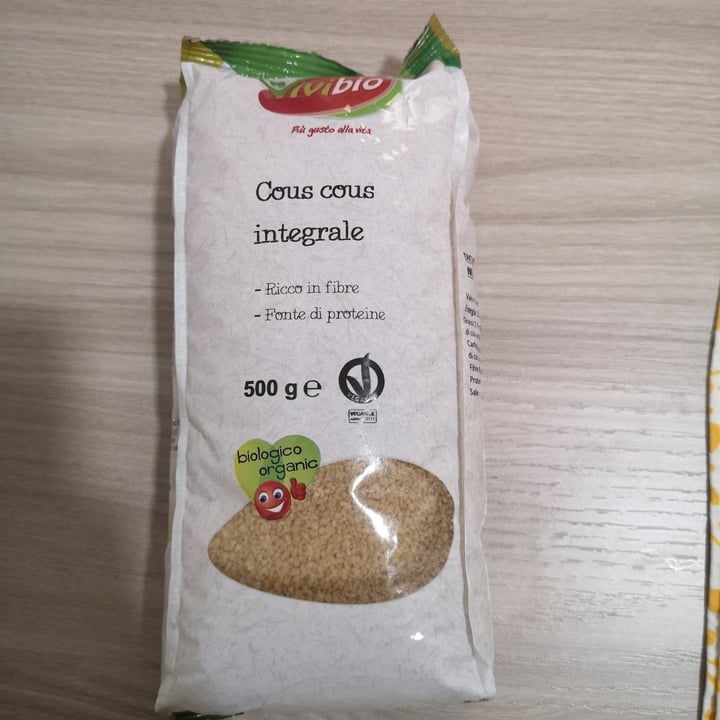 Vivibio
Più gusto alla vita
Cous cous
integrale
- Ricco in fibre
- Fonte di proteine
500 g e
biologico
organic